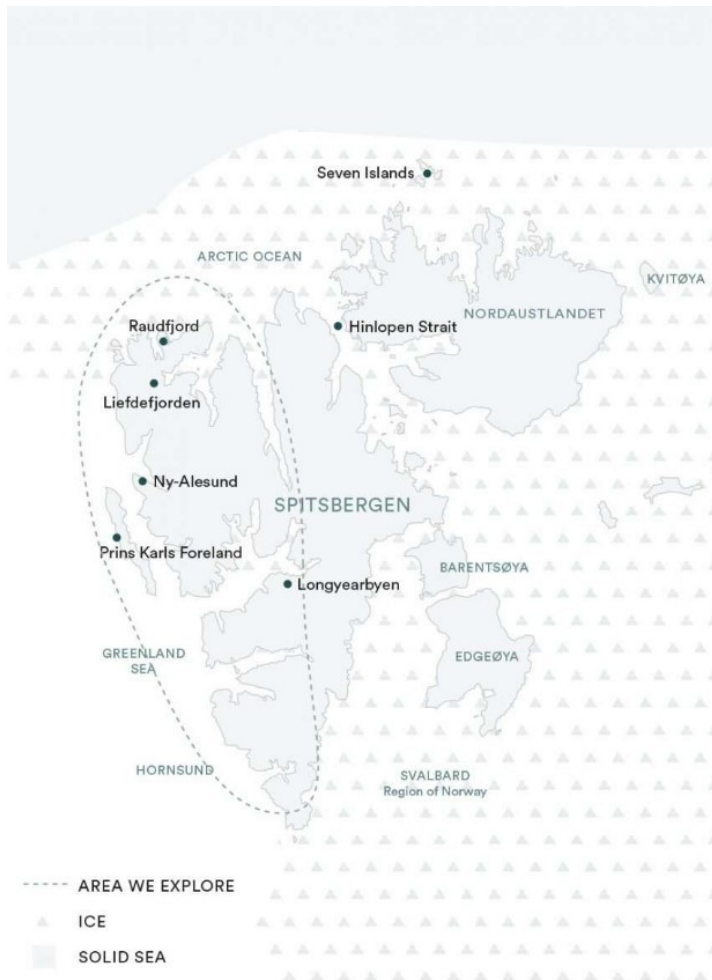 Seven Islands
ARCTIC OCEAN
KVITØYA
NORDAUSTLANDET
Raudfjord
Hinlopen Strait
Liefdefjorden
Ny-Alesund
SPITSBERGEN
Prins Karls Foreland
BARENTSØYA
Longyearbyen
GREENLAND
SEA
EDGEØYA
HORNSUND
SVALBARD
Region of Norway
AREA WE EXPLORE
ICE
SOLID SEA